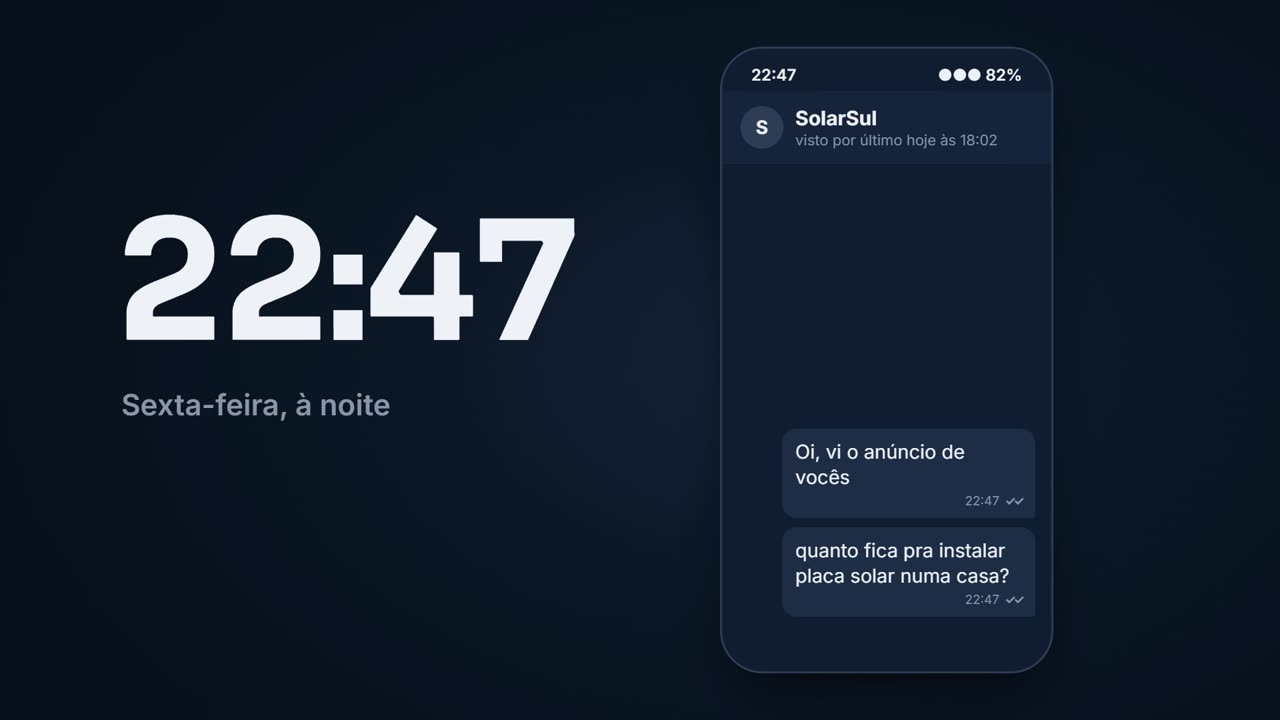 22:47
Sexta-feira, à noite
22:47
82%
S
SolarSul
visto por último hoje às 18:02
Oi, vi o anúncio de
vocês
22:47
quanto fica pra instalar
placa solar numa casa?
22:47